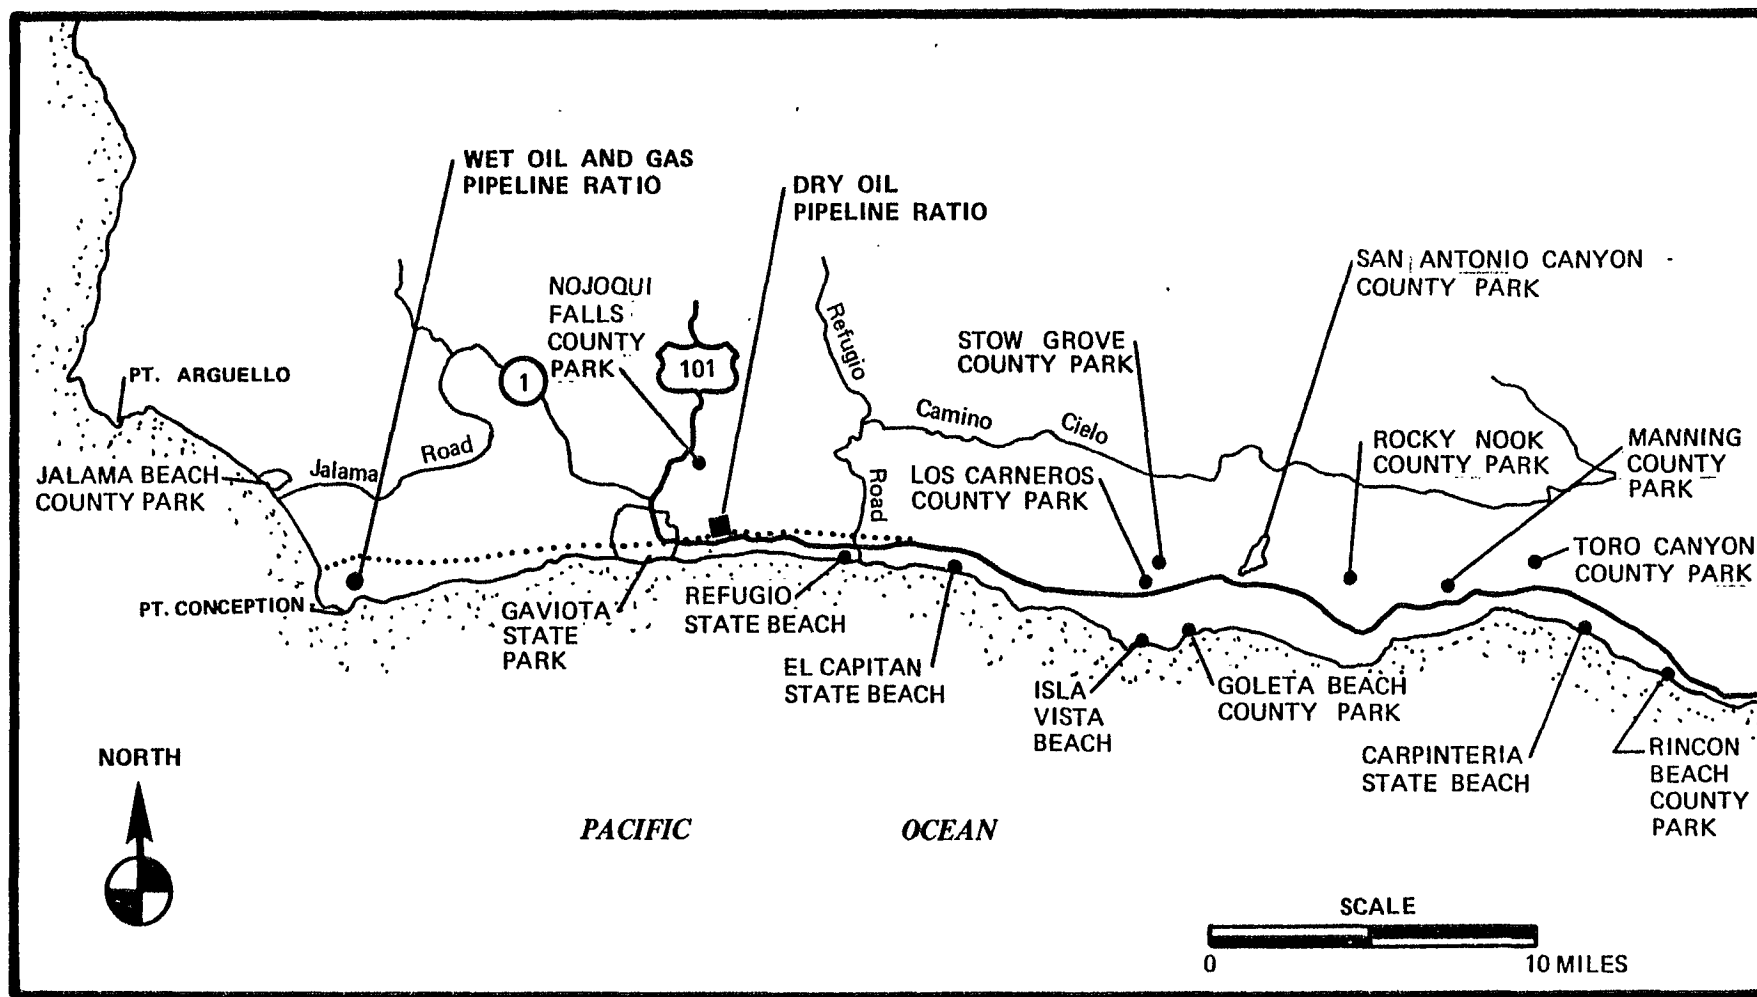 WET OIL AND GAS
PIPELINE RATIO
DRY OIL
PIPELINE RATIO
SAN ANTONIO CANYON
COUNTY PARK
NOJOQUI
FALLS
COUNTY
PARK
101
Refugio
Road
STOW GROVE
COUNTY PARK
PT. ARGUELLO
1
Camino Cielo
ROCKY NOOK
COUNTY PARK
MANNING
COUNTY
PARK
JALAMA BEACH
COUNTY PARK
Jalama Road
LOS CARNEROS
COUNTY PARK
TORO CANYON
COUNTY PARK
PT. CONCEPTION
GAVIOTA
STATE
PARK
REFUGIO
STATE BEACH
EL CAPITAN
STATE BEACH
ISLA
VISTA
BEACH
GOLETA BEACH
COUNTY PARK
CARPINTERIA
STATE BEACH
RINCON
BEACH
COUNTY
PARK
NORTH
PACIFIC OCEAN
SCALE
0 10 MILES